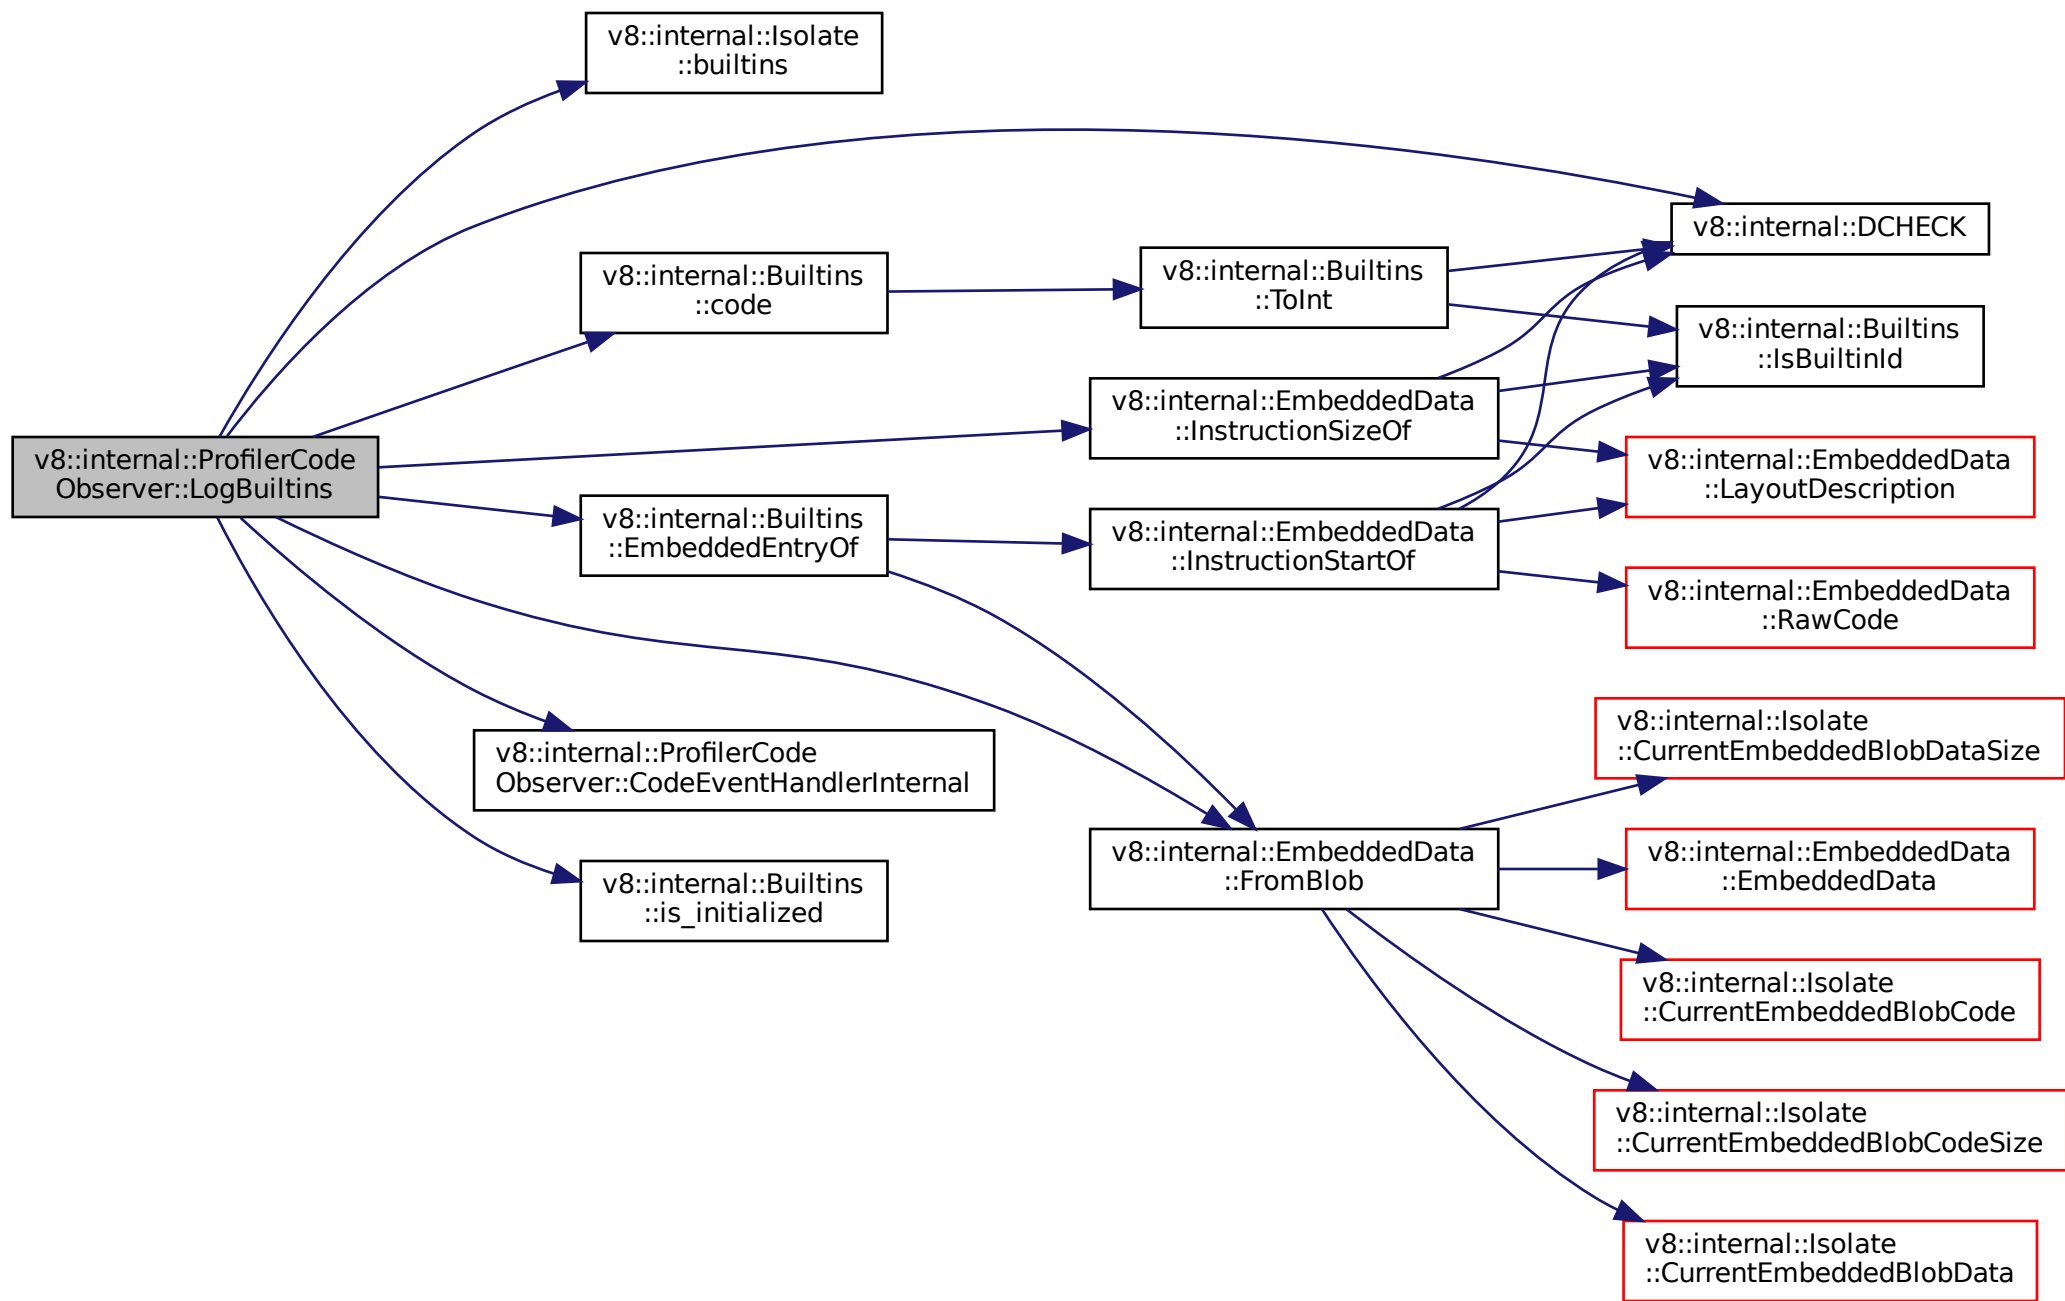 v8::internal::Isolate
::builtins
v8::internal::DCHECK
v8::internal::Builtins
::code
v8::internal::Builtins
::ToInt
v8::internal::Builtins
::IsBuiltinId
v8::internal::EmbeddedData
::InstructionSizeOf
v8::internal::ProfilerCode
Observer::LogBuiltins
v8::internal::EmbeddedData
::LayoutDescription
v8::internal::Builtins
::EmbeddedEntryOf
v8::internal::EmbeddedData
::InstructionStartOf
v8::internal::EmbeddedData
::RawCode
v8::internal::Isolate
::CurrentEmbeddedBlobDataSize
v8::internal::ProfilerCode
Observer::CodeEventHandlerInternal
v8::internal::EmbeddedData
::FromBlob
v8::internal::EmbeddedData
::EmbeddedData
v8::internal::Builtins
::is_initialized
v8::internal::Isolate
::CurrentEmbeddedBlobCode
v8::internal::Isolate
::CurrentEmbeddedBlobCodeSize
v8::internal::Isolate
::CurrentEmbeddedBlobData